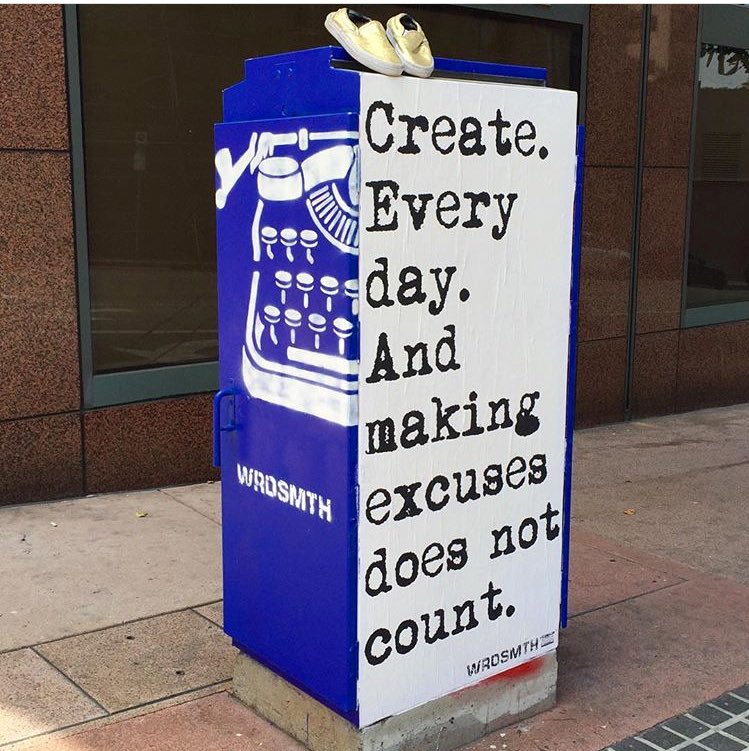 Create.
Every
day.
And
making
excuses
does not
count.
WRDSMTH
WRDSMTH